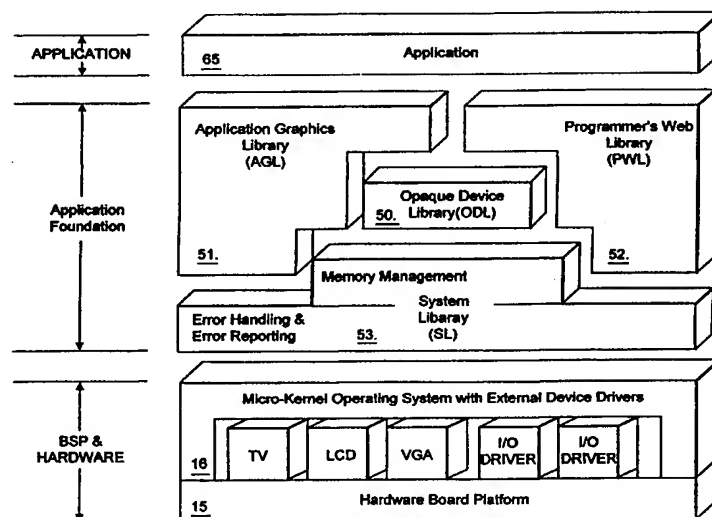 APPLICATION
65
Application
Application Graphics
Library
(AGL)
Programmer's Web
Library
(PWL)
Opaque Device
Library(ODL)
50.
Application
Foundation
51.
52.
Memory Management
System
Libaray
(SL)
Error Handling &
Error Reporting
53.
Micro-Kernel Operating System with External Device Drivers
BSP &
HARDWARE
TV
LCD
VGA
I/O
DRIVER
I/O
DRIVER
16
Hardware Board Platform
15